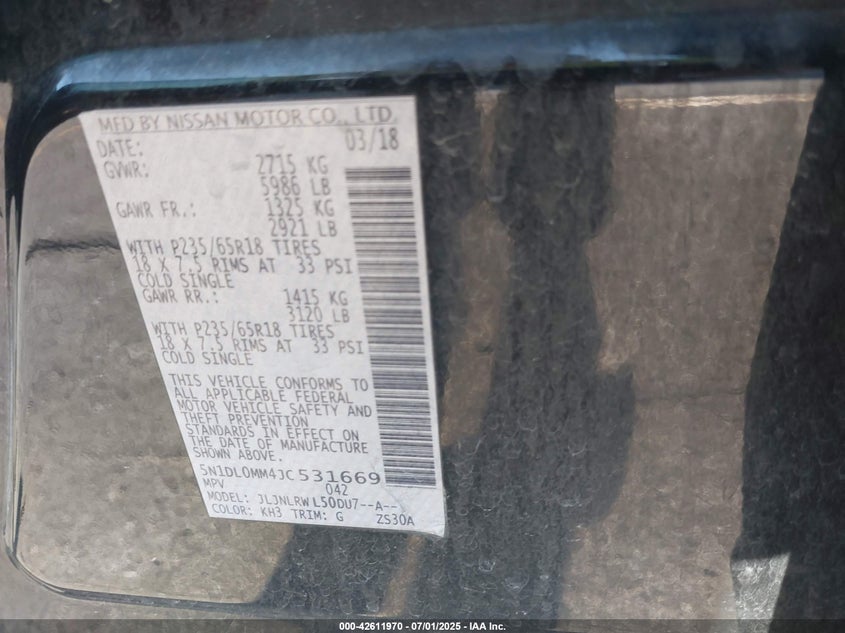 MFD BY NISSAN MOTOR CO., LTD.
DATE: 03/18
GVWR: 2715 KG
5986 LB
GAWR FR.: 1325 KG
2921 LB
WITH P235/65R18 TIRES
18 X 7.5 RIMS AT 33 PSI
COLD SINGLE
GAWR RR.: 1415 KG
3120 LB
WITH P235/65R18 TIRES
18 X 7.5 RIMS AT 33 PSI
COLD SINGLE
THIS VEHICLE CONFORMS TO
ALL APPLICABLE FEDERAL
MOTOR VEHICLE SAFETY AND
THEFT PREVENTION
STANDARDS IN EFFECT ON
THE DATE OF MANUFACTURE
SHOWN ABOVE.
5N1DL0MM4JC531669
MPV 042
MODEL: JLJNLRWL50DU7--A--
COLOR: KH3 TRIM: G ZS30A
000-42611970 - 07/01/2025 - IAA Inc.